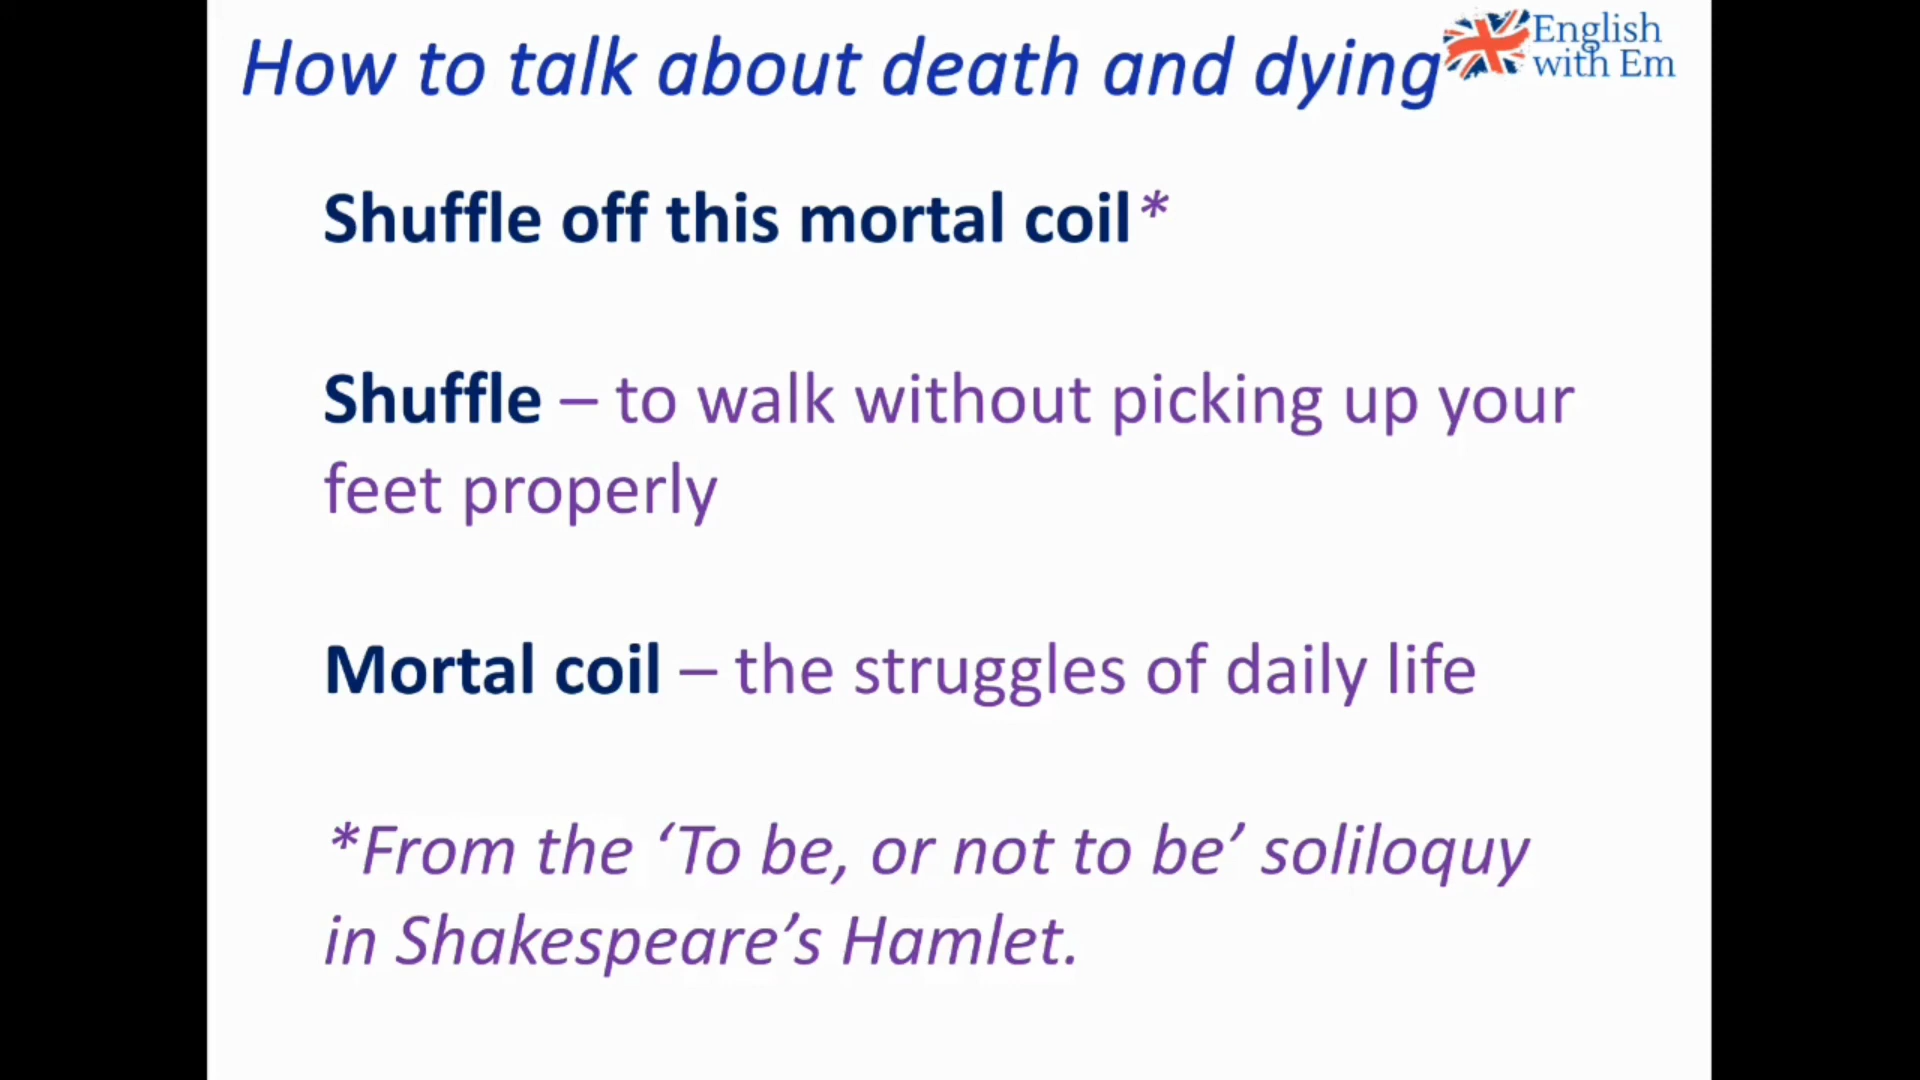 How to talk about death and dying
English
with Em
Shuffle off this mortal coil*
Shuffle – to walk without picking up your
feet properly
Mortal coil – the struggles of daily life
*From the ‘To be, or not to be’ soliloquy
in Shakespeare’s Hamlet.